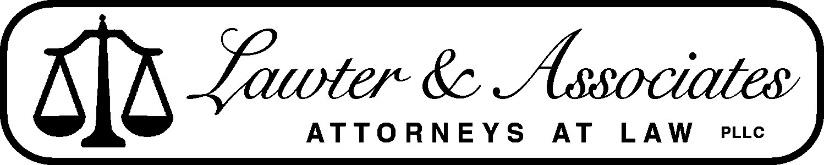 Lawter & Associates
ATTORNEYS AT LAW PLLC